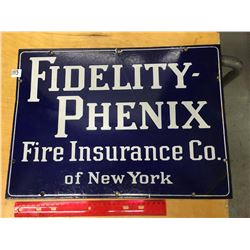 FIDELITY-
PHENIX
Fire Insurance Co.
of New York